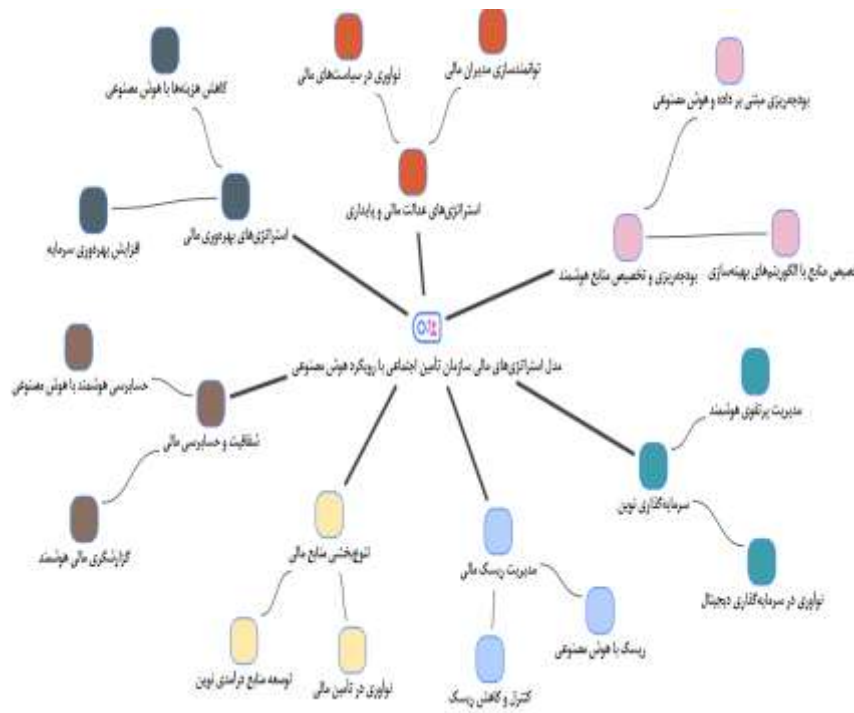 توانمندسازی مدیران مالی
نوآوری در سیاست‌های مالی
استراتژی‌های عدالت مالی و پایداری
بودجه‌ریزی مبتنی بر داده و هوش مصنوعی
بودجه‌ریزی و تخصیص منابع هوشمند
منابع با الگوریتم‌های بهینه‌سازی
کاهش هزینه‌ها با هوش مصنوعی
استراتژی‌های بهره‌وری مالی
افزایش بهره‌وری سرمایه
مدل استراتژی‌های مالی سازمان تأمین اجتماعی با رویکرد هوش مصنوعی
مدیریت پرتفوی هوشمند
سرمایه‌گذاری نوین
نوآوری در سرمایه‌گذاری دیجیتال
حسابرسی هوشمند با هوش مصنوعی
شفافیت و حسابرسی مالی
گزارشگری مالی هوشمند
تنوع‌بخشی منابع مالی
توسعه منابع درآمدی نوین
نوآوری در تأمین مالی
مدیریت ریسک مالی
ریسک با هوش مصنوعی
کنترل و کاهش ریسک